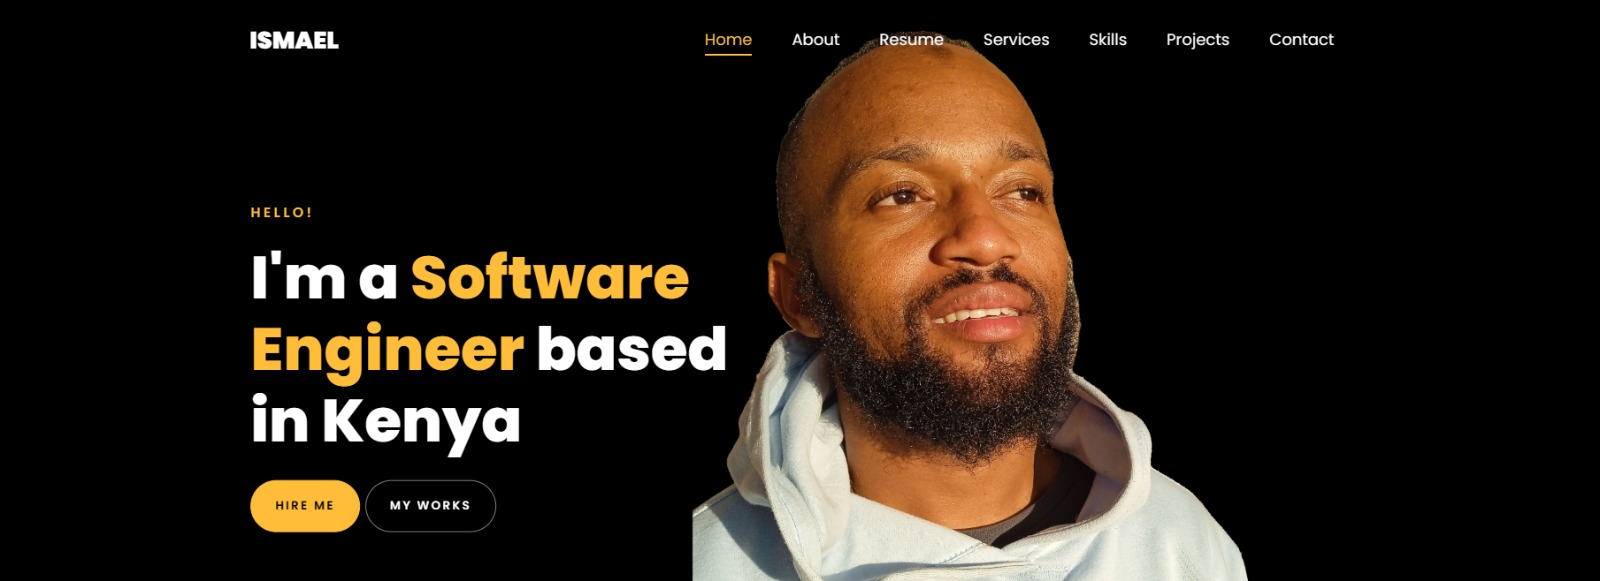 ISMAEL
Home About Resume Services Skills Projects Contact
HELLO!
I'm a Software
Engineer based
in Kenya
HIRE ME MY WORKS